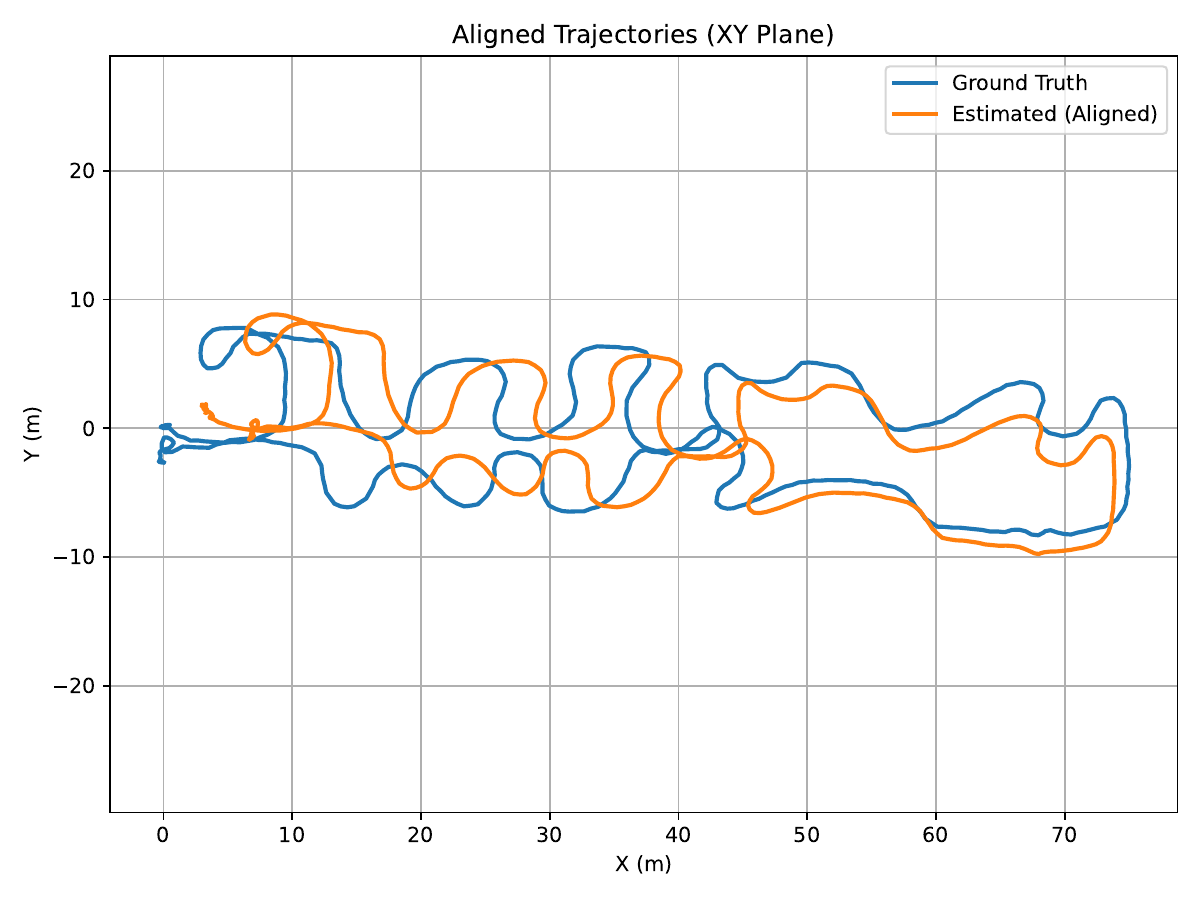 Aligned Trajectories (XY Plane)
Ground Truth
Estimated (Aligned)
20
10
0
−10
−20
Y (m)
0 10 20 30 40 50 60 70
X (m)